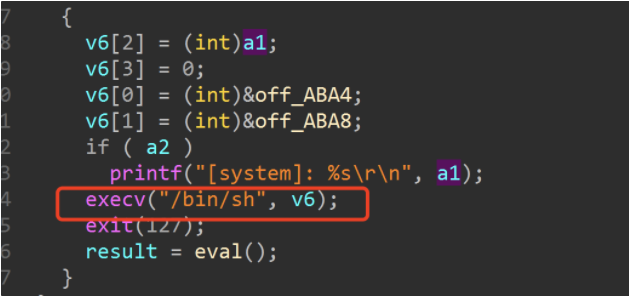 7 {
8 v6[2] = (int)a1;
9 v6[3] = 0;
0 v6[0] = (int)&off_ABA4;
1 v6[1] = (int)&off_ABA8;
2 if ( a2 )
3 printf("[system]: %s\r\n", a1);
4 execv("/bin/sh", v6);
5 exit(127);
6 result = eval();
7 }